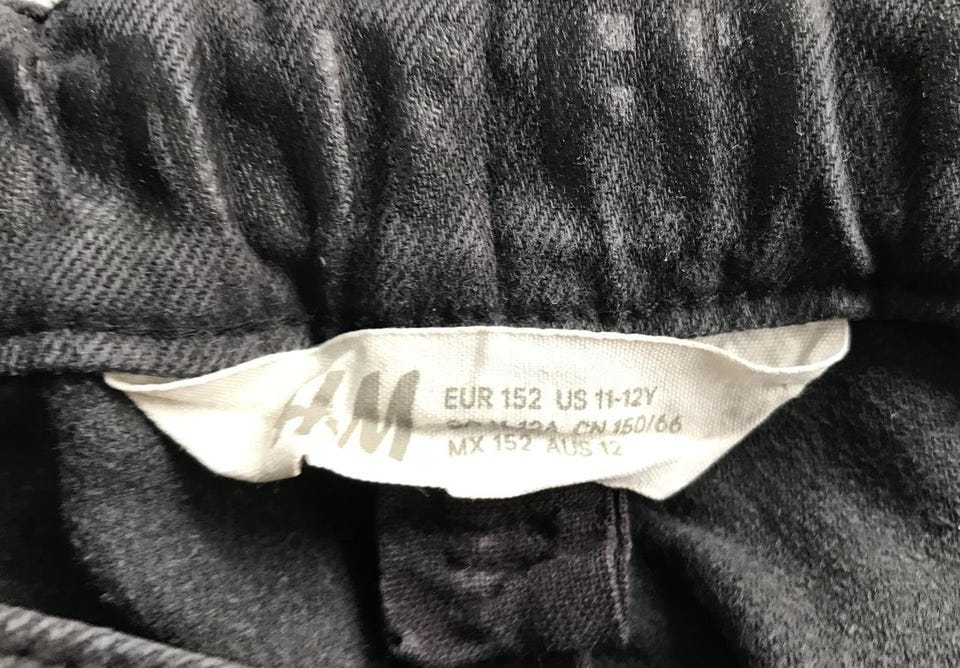 H&M
EUR 152 US 11-12Y
CN 150/66
MX 152 AUS 12